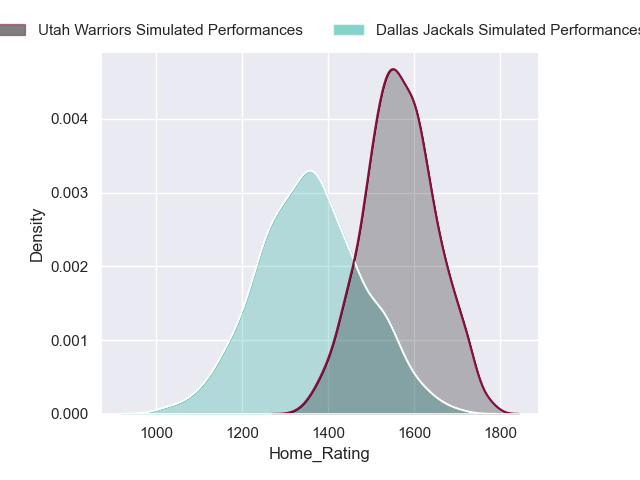 Utah Warriors Simulated Performances
Dallas Jackals Simulated Performances
0.004
0.003
0.002
0.001
0.000
Density
1000
1200
1400
1600
1800
Home_Rating